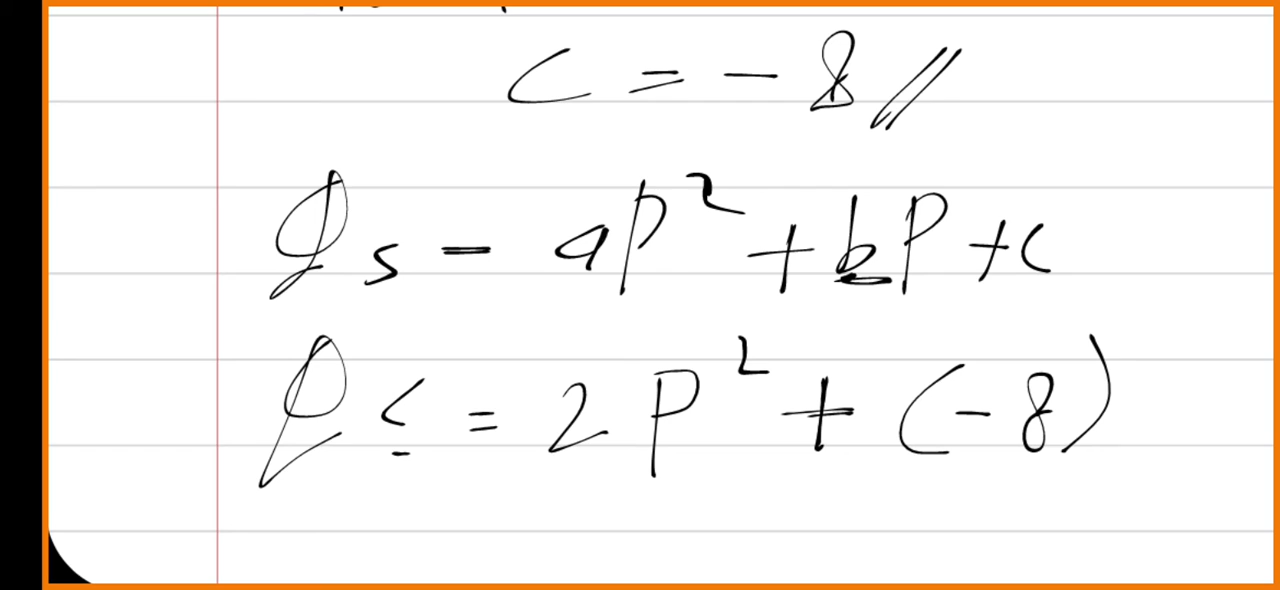 c = - 8 //
Qs = aP² + bP + c
Qs = 2P² + (-8)